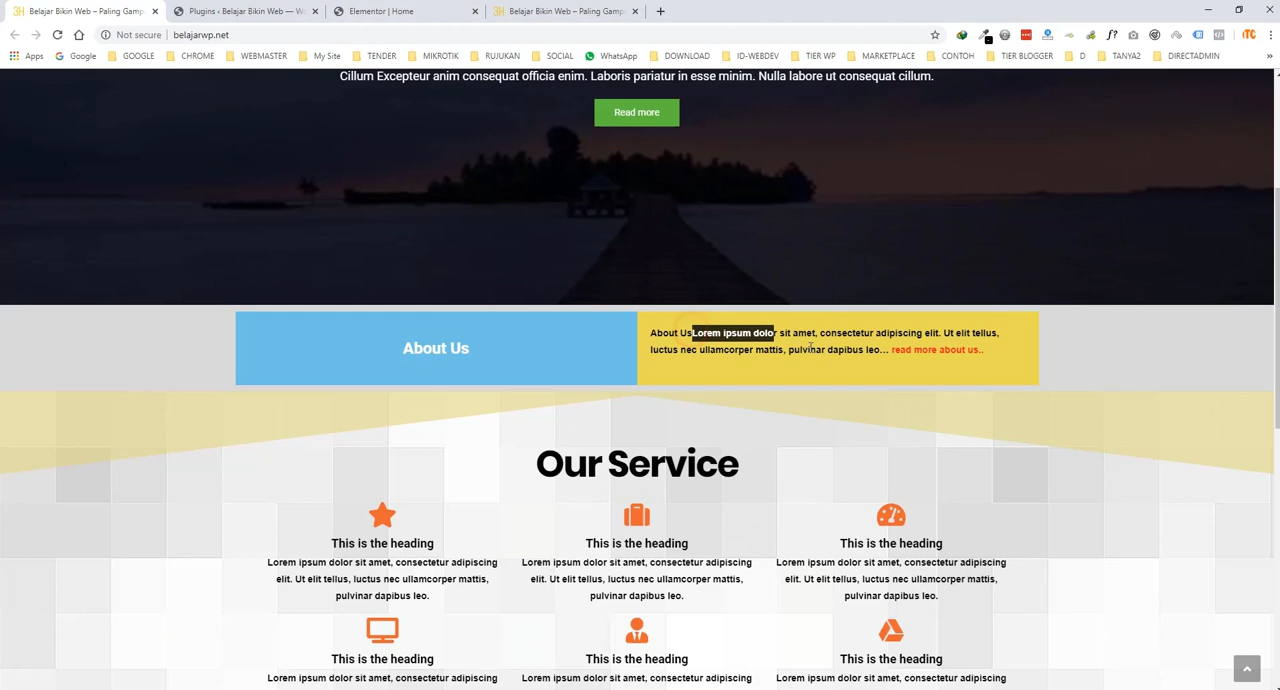 Belajar Bikin Web – Paling Gamp
Plugins ‹ Belajar Bikin Web — W
Elementor | Home
Belajar Bikin Web – Paling Gamp
Not secure
belajarwp.net
Apps
Google
GOOGLE
CHROME
WEBMASTER
My Site
TENDER
MIKROTIK
RUJUKAN
SOCIAL
WhatsApp
DOWNLOAD
ID-WEBDEV
TIER WP
MARKETPLACE
CONTOH
TIER BLOGGER
D
TANYA2
DIRECTADMIN
Cillum Excepteur anim consequat officia enim. Laboris pariatur in esse minim. Nulla labore ut consequat cillum.
Read more
About Us
About UsLorem ipsum dolor sit amet, consectetur adipiscing elit. Ut elit tellus,
luctus nec ullamcorper mattis, pulvinar dapibus leo... read more about us..
Our Service
This is the heading
Lorem ipsum dolor sit amet, consectetur adipiscing
elit. Ut elit tellus, luctus nec ullamcorper mattis,
pulvinar dapibus leo.
This is the heading
Lorem ipsum dolor sit amet, consectetur adipiscing
elit. Ut elit tellus, luctus nec ullamcorper mattis,
pulvinar dapibus leo.
This is the heading
Lorem ipsum dolor sit amet, consectetur adipiscing
elit. Ut elit tellus, luctus nec ullamcorper mattis,
pulvinar dapibus leo.
This is the heading
Lorem ipsum dolor sit amet, consectetur adipiscing
This is the heading
Lorem ipsum dolor sit amet, consectetur adipiscing
This is the heading
Lorem ipsum dolor sit amet, consectetur adipiscing